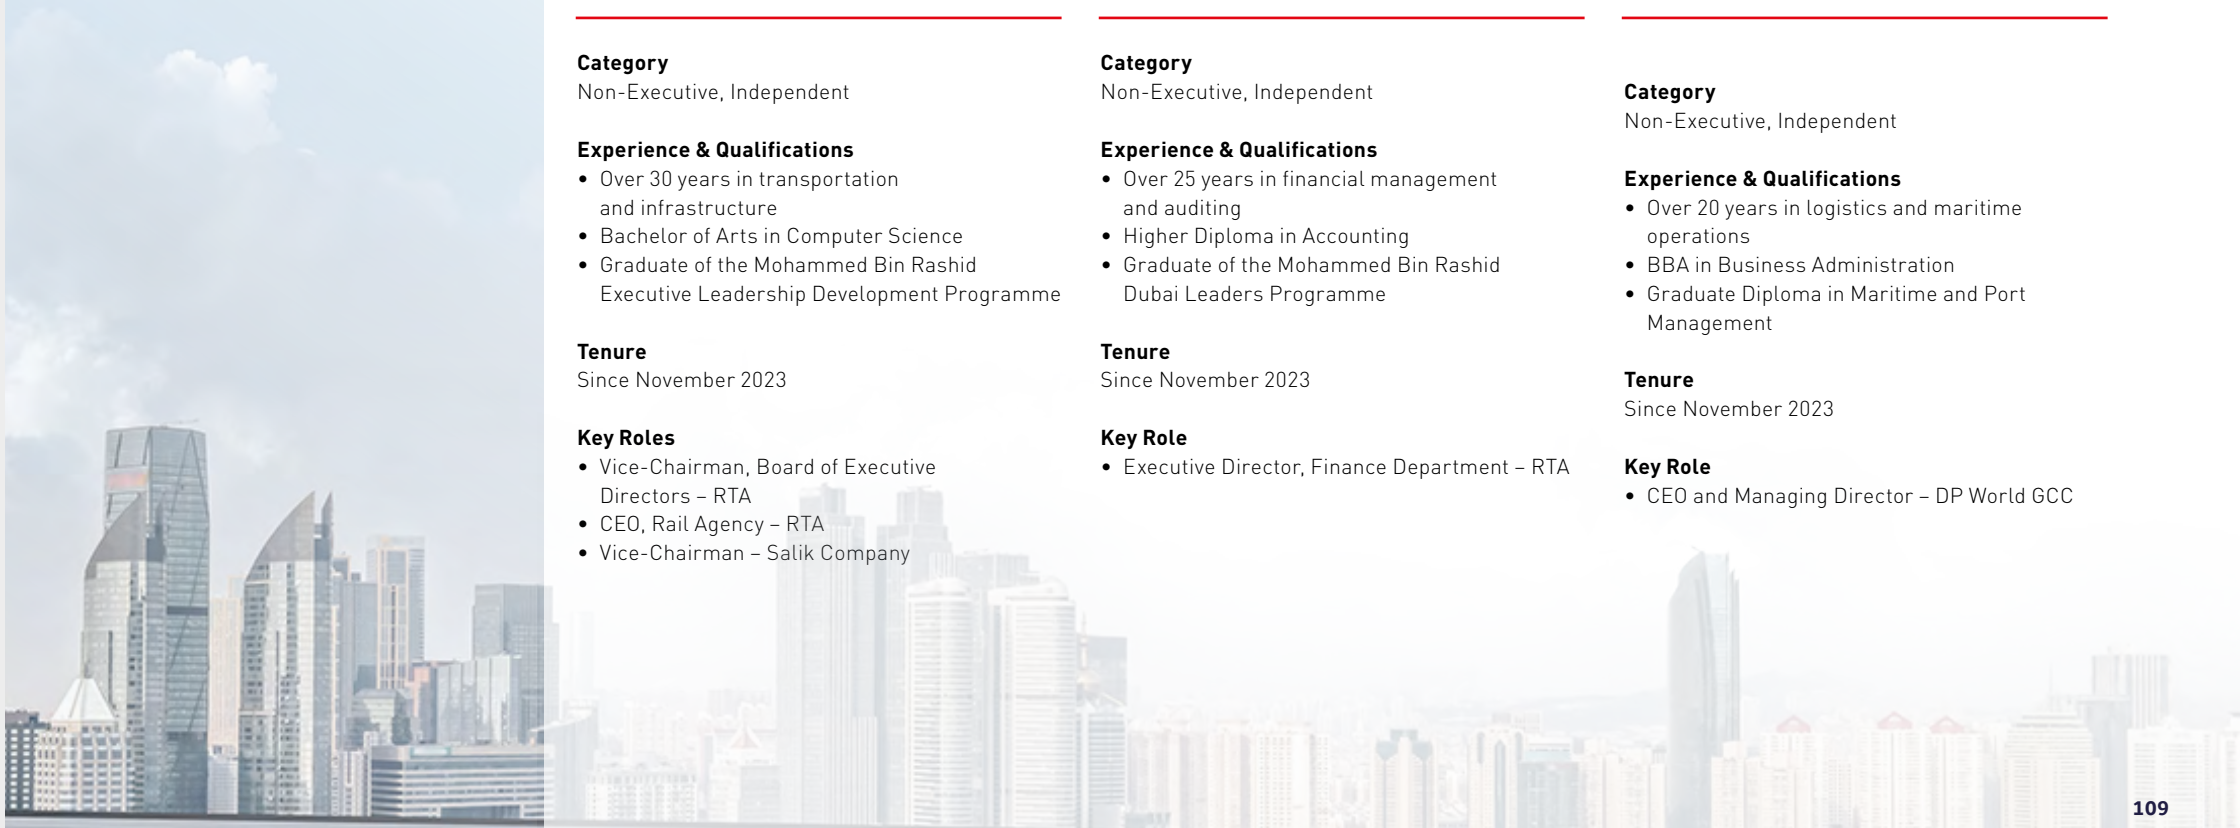 Category
Non-Executive, Independent
Experience & Qualifications
• Over 30 years in transportation
and infrastructure
• Bachelor of Arts in Computer Science
• Graduate of the Mohammed Bin Rashid
Executive Leadership Development Programme
Tenure
Since November 2023
Key Roles
• Vice-Chairman, Board of Executive
Directors – RTA
• CEO, Rail Agency – RTA
• Vice-Chairman – Salik Company
Category
Non-Executive, Independent
Experience & Qualifications
• Over 25 years in financial management
and auditing
• Higher Diploma in Accounting
• Graduate of the Mohammed Bin Rashid
Dubai Leaders Programme
Tenure
Since November 2023
Key Role
• Executive Director, Finance Department – RTA
Category
Non-Executive, Independent
Experience & Qualifications
• Over 20 years in logistics and maritime
operations
• BBA in Business Administration
• Graduate Diploma in Maritime and Port
Management
Tenure
Since November 2023
Key Role
• CEO and Managing Director – DP World GCC
109